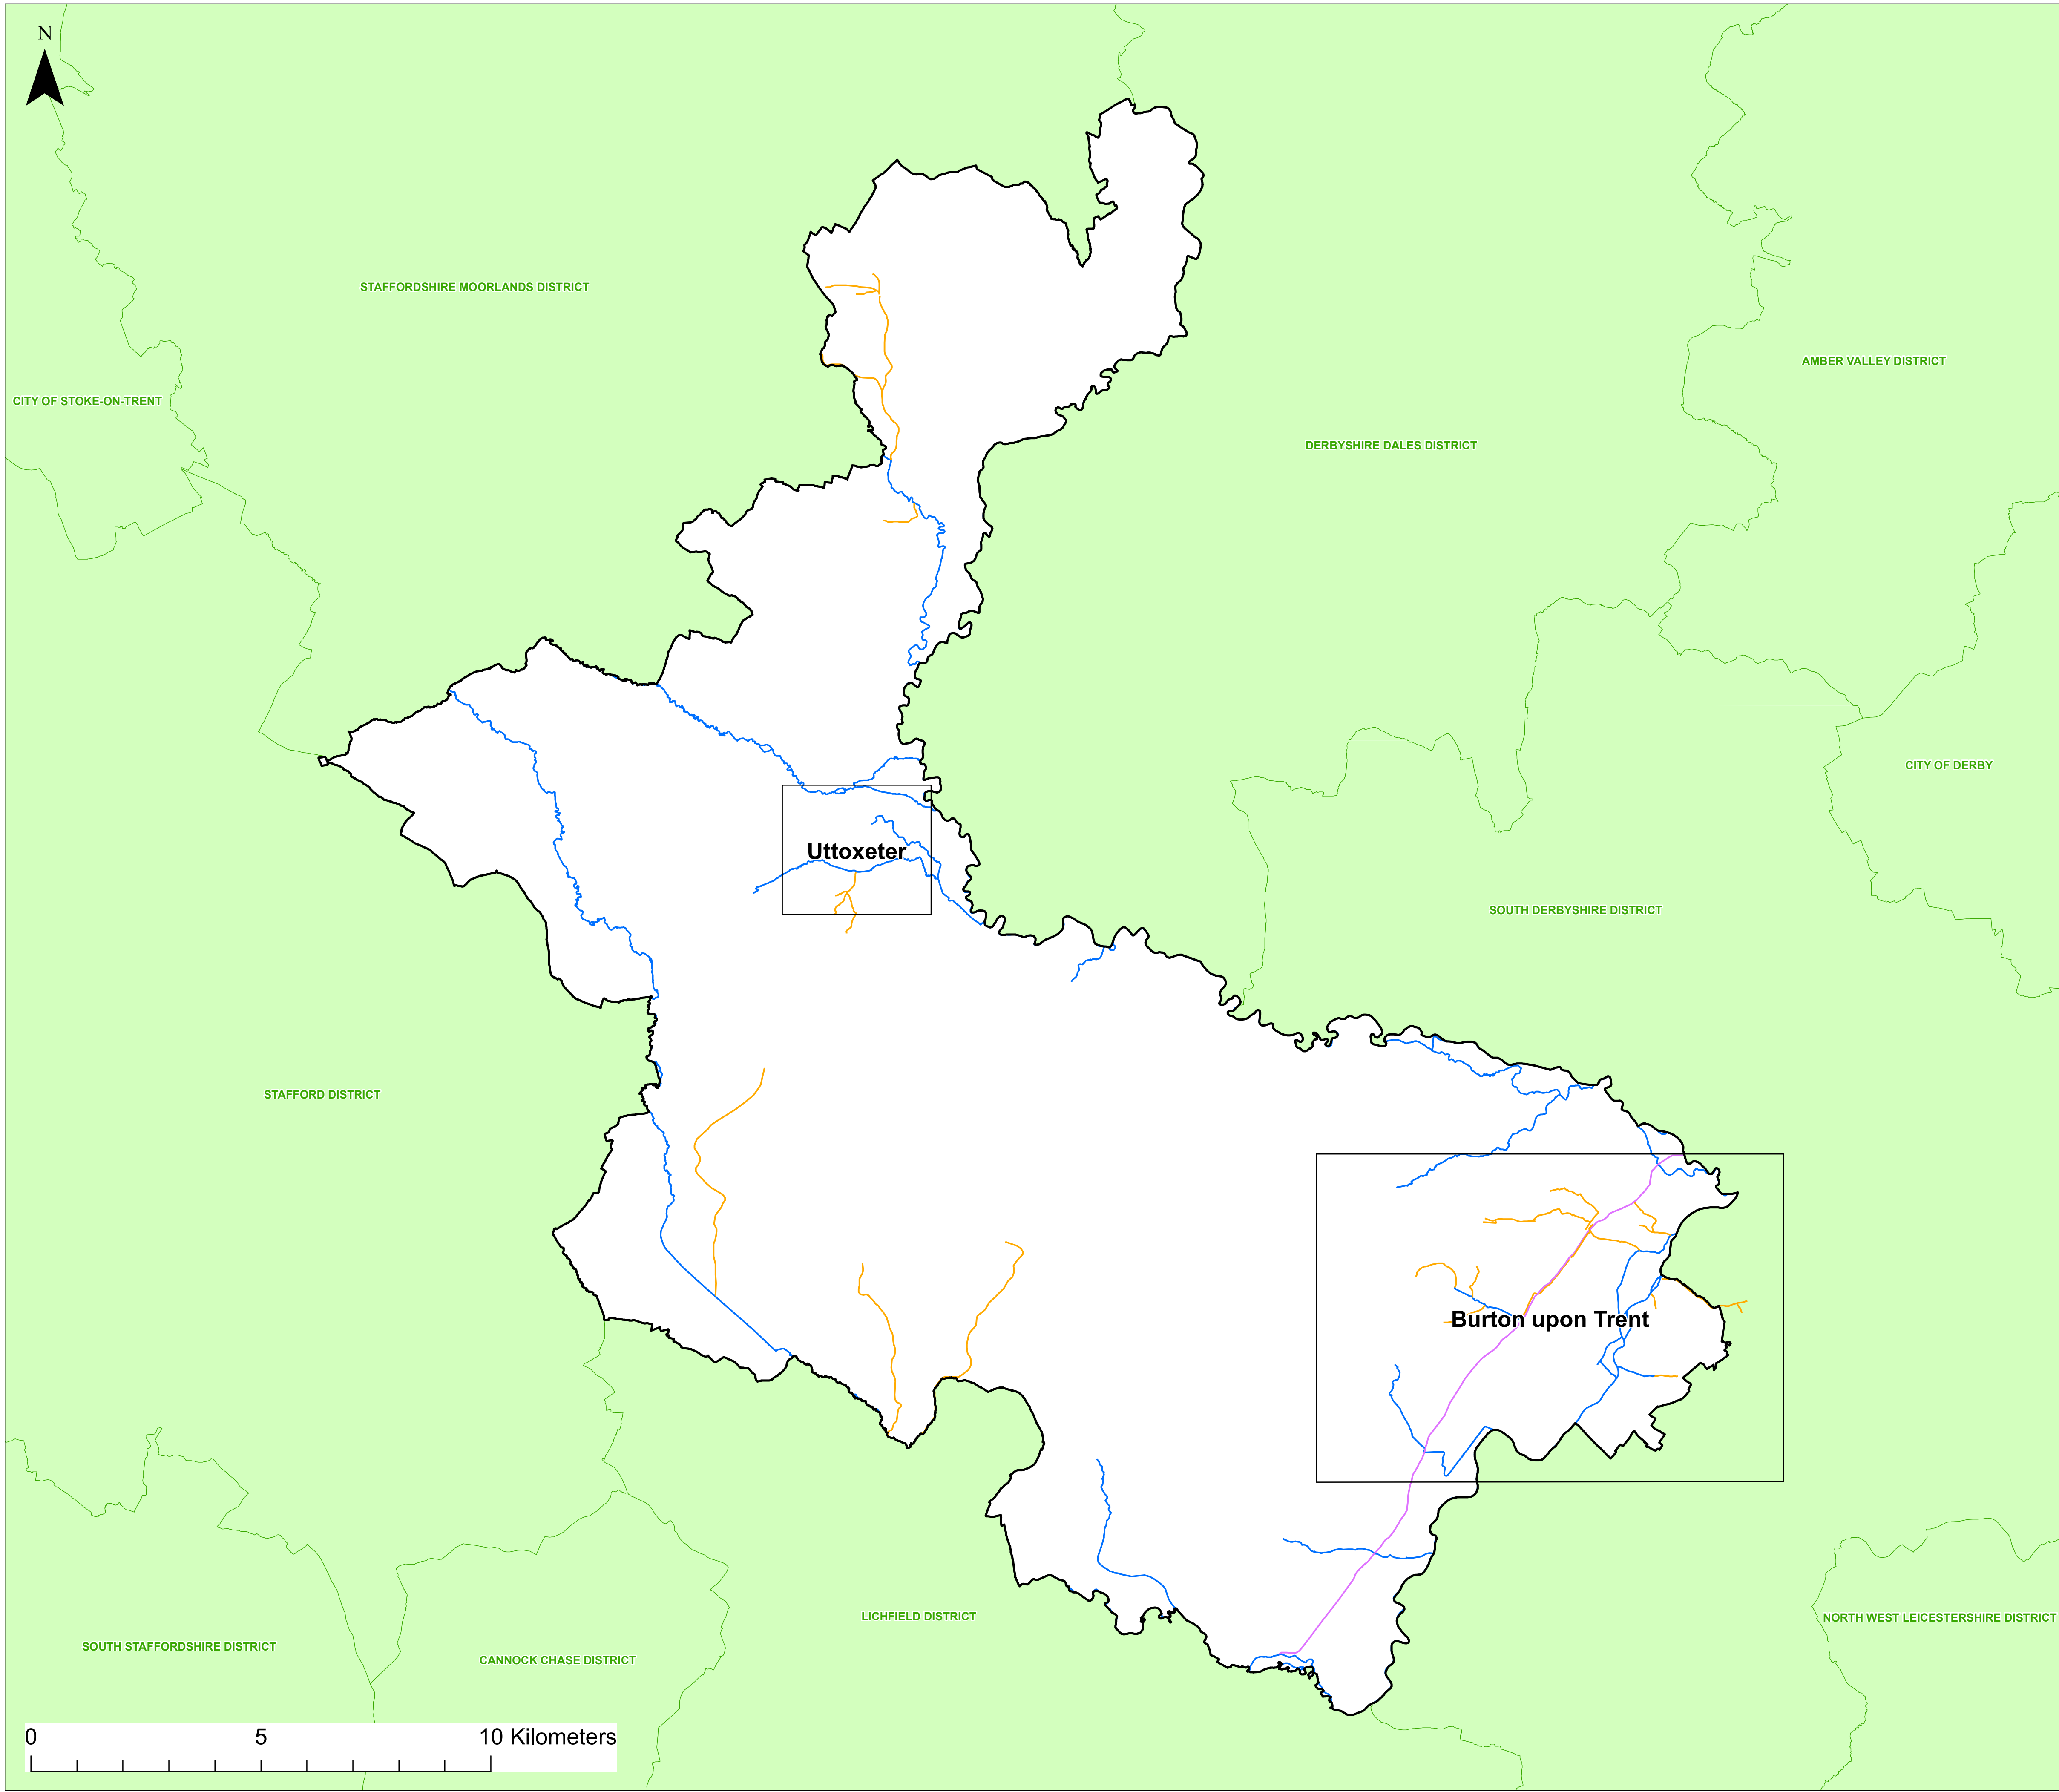 N
STAFFORDSHIRE MOORLANDS DISTRICT
AMBER VALLEY DISTRICT
CITY OF STOKE-ON-TRENT
DERBYSHIRE DALES DISTRICT
CITY OF DERBY
Uttoxeter
SOUTH DERBYSHIRE DISTRICT
STAFFORD DISTRICT
Burton upon Trent
LICHFIELD DISTRICT
NORTH WEST LEICESTERSHIRE DISTRICT
SOUTH STAFFORDSHIRE DISTRICT
CANNOCK CHASE DISTRICT
0 5 10 Kilometers